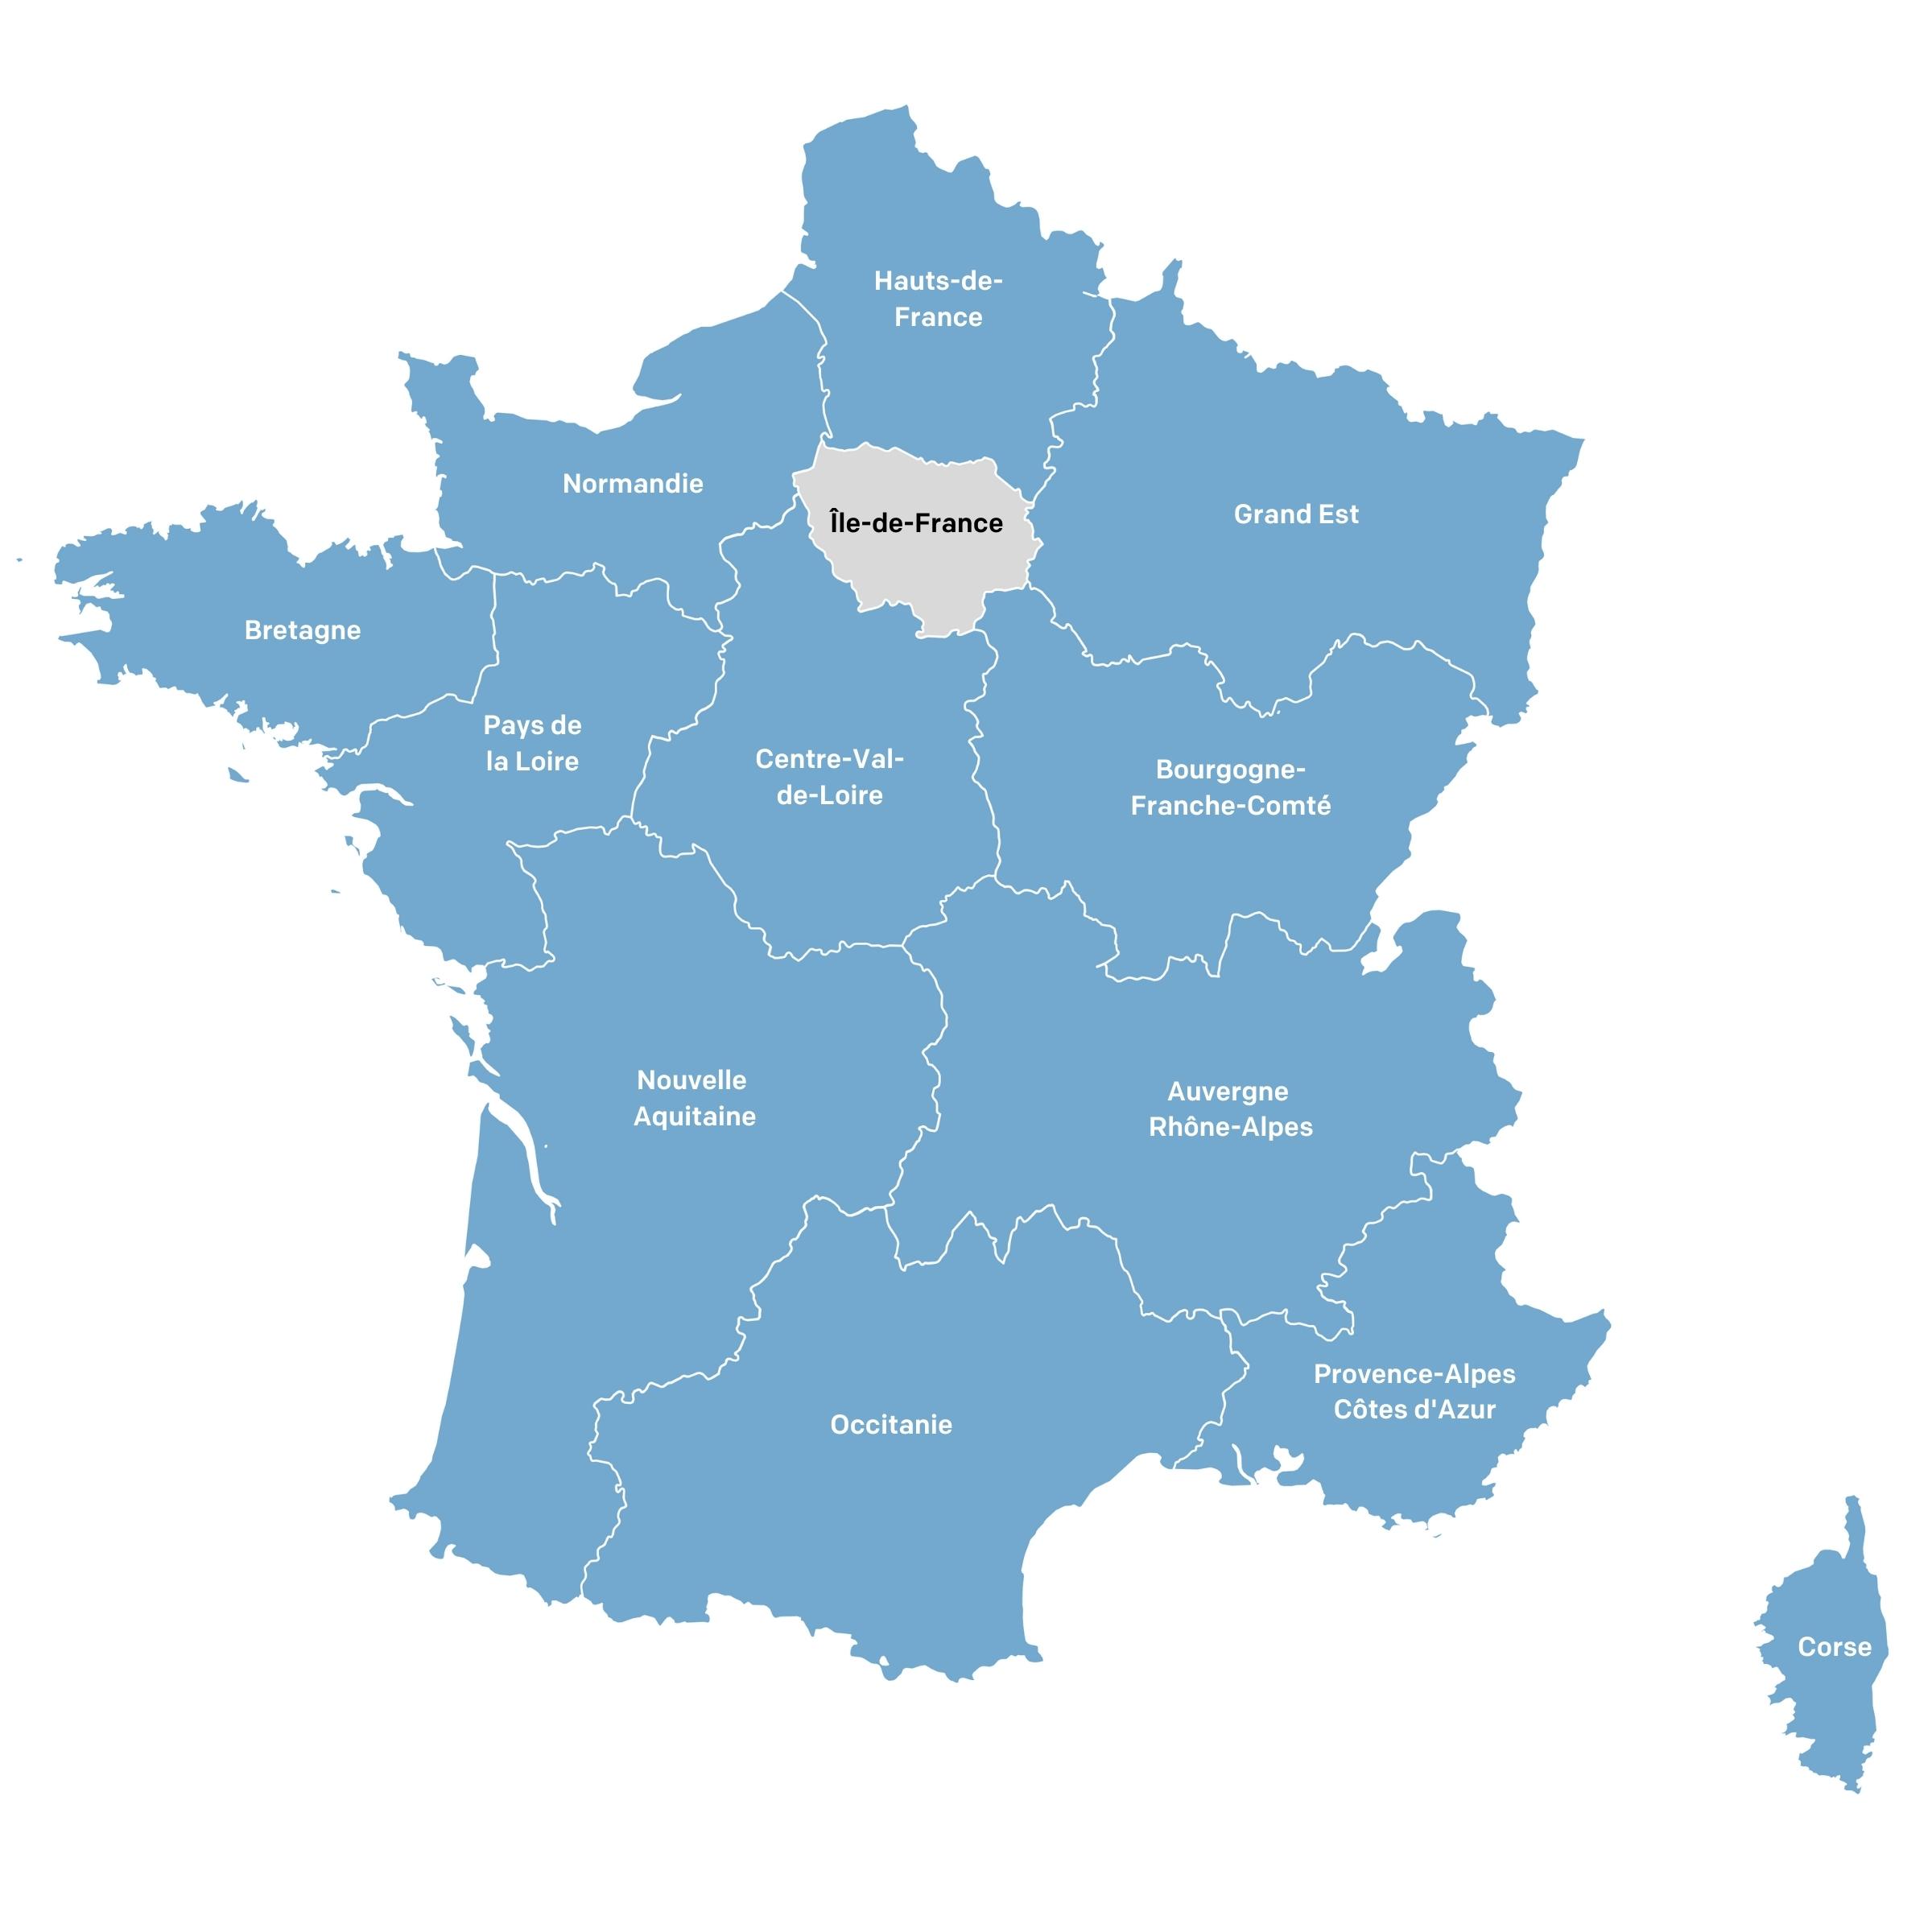 Hauts-de-
France
Normandie
Île-de-France
Grand Est
Bretagne
Pays de
la Loire
Centre-Val-
de-Loire
Bourgogne-
Franche-Comté
Nouvelle
Aquitaine
Auvergne
Rhône-Alpes
Provence-Alpes
Côtes d'Azur
Occitanie
Corse